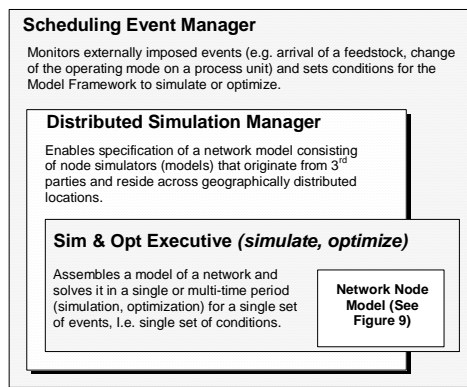 Scheduling Event Manager
Monitors externally imposed events (e.g. arrival of a feedstock, change
of the operating mode on a process unit) and sets conditions for the
Model Framework to simulate or optimize.
Distributed Simulation Manager
Enables specification of a network model consisting
of node simulators (models) that originate from 3rd
parties and reside across geographically distributed
locations.
Sim & Opt Executive (simulate, optimize)
Assembles a model of a network and
solves it in a single or multi-time period
(simulation, optimization) for a single set
of events, I.e. single set of conditions.
Network Node
Model (See
Figure 9)